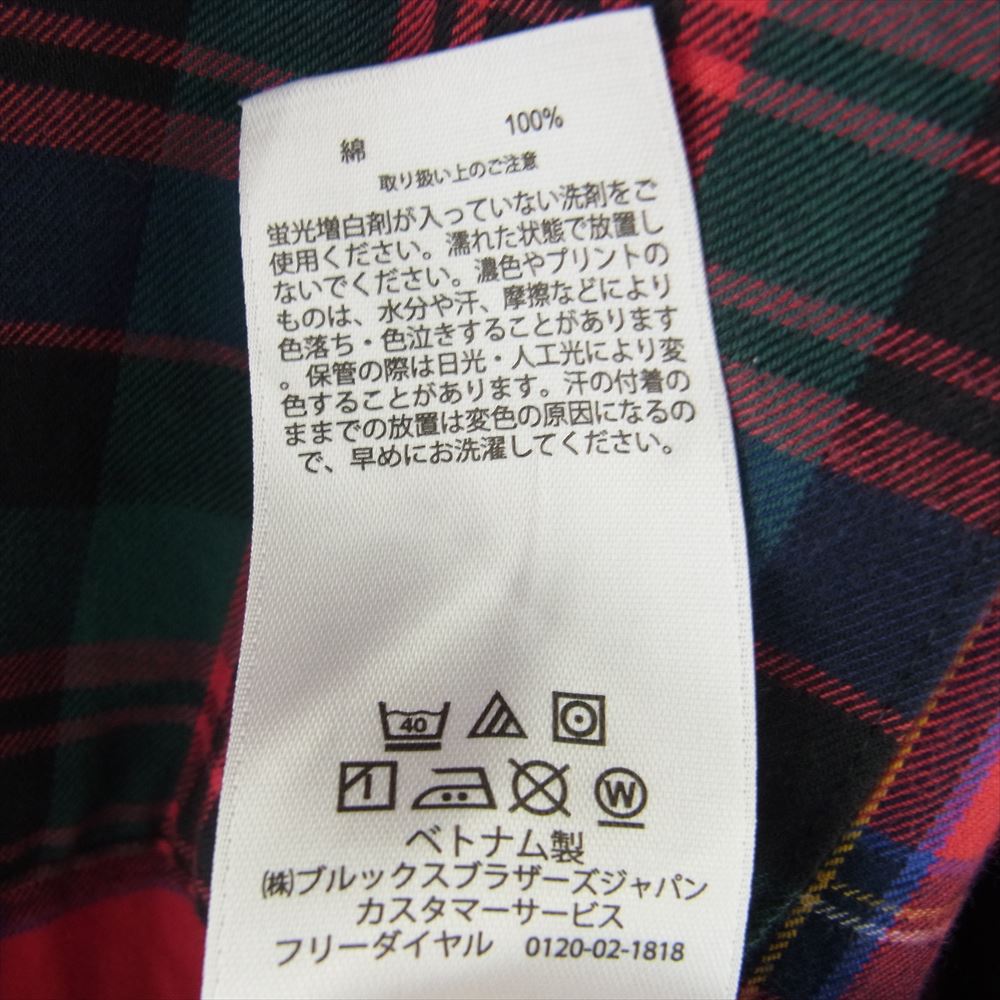 綿 100%
取り扱い上のご注意
蛍光増白剤が入っていない洗剤をご
使用ください。濡れた状態で放置し
ないでください。濃色やプリントの
ものは、水分や汗、摩擦などにより
色落ち・色泣きすることがあります
。保管の際は日光・人工光により変
色することがあります。汗の付着の
ままでの放置は変色の原因になるの
で、早めにお洗濯してください。
40
W
ベトナム製
(株)ブルックスブラザーズジャパン
カスタマーサービス
フリーダイヤル 0120-02-1818